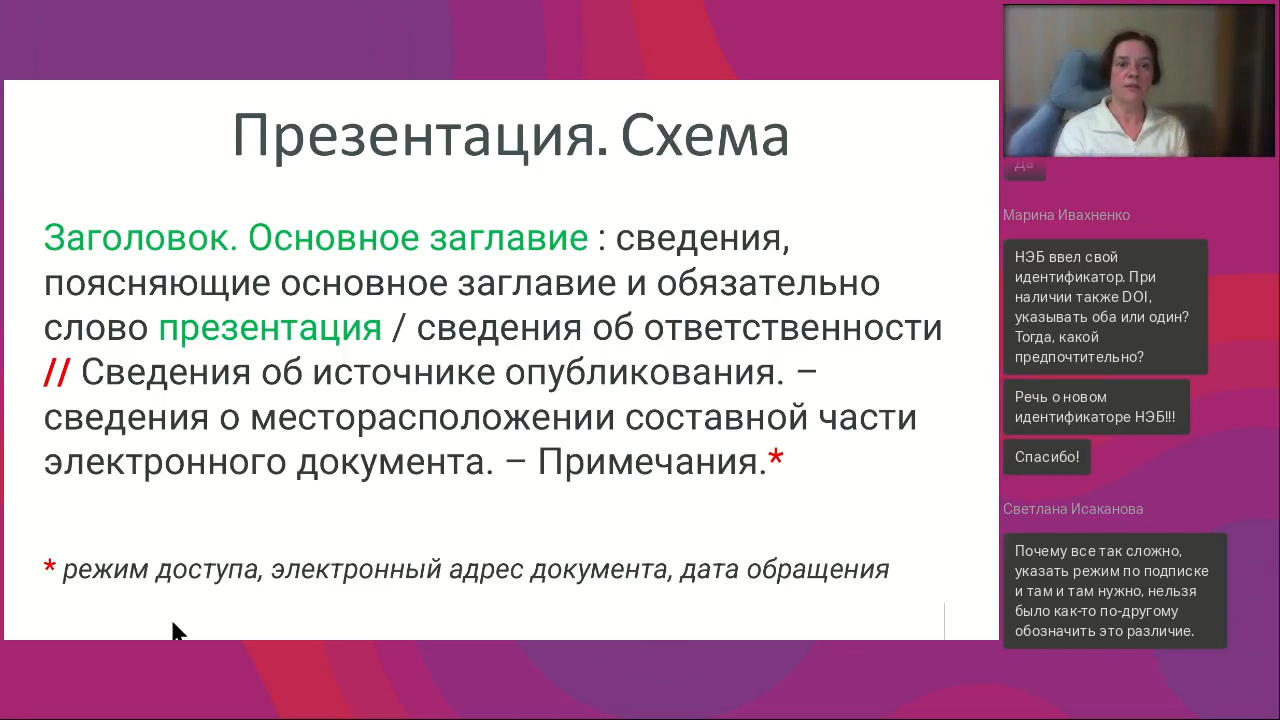 Презентация. Схема
Заголовок. Основное заглавие : сведения,
поясняющие основное заглавие и обязательно
слово презентация / сведения об ответственности
// Сведения об источнике опубликования. –
сведения о месторасположении составной части
электронного документа. – Примечания.*
* режим доступа, электронный адрес документа, дата обращения
Да
Марина Ивахненко
НЭБ ввел свой
идентификатор. При
наличии также DOI,
указывать оба или один?
Тогда, какой
предпочтительно?
Речь о новом
идентификаторе НЭБ!!!
Спасибо!
Светлана Исаканова
Почему все так сложно,
указать режим по подписке
и там и там нужно, нельзя
было как-то по-другому
обозначить это различие.